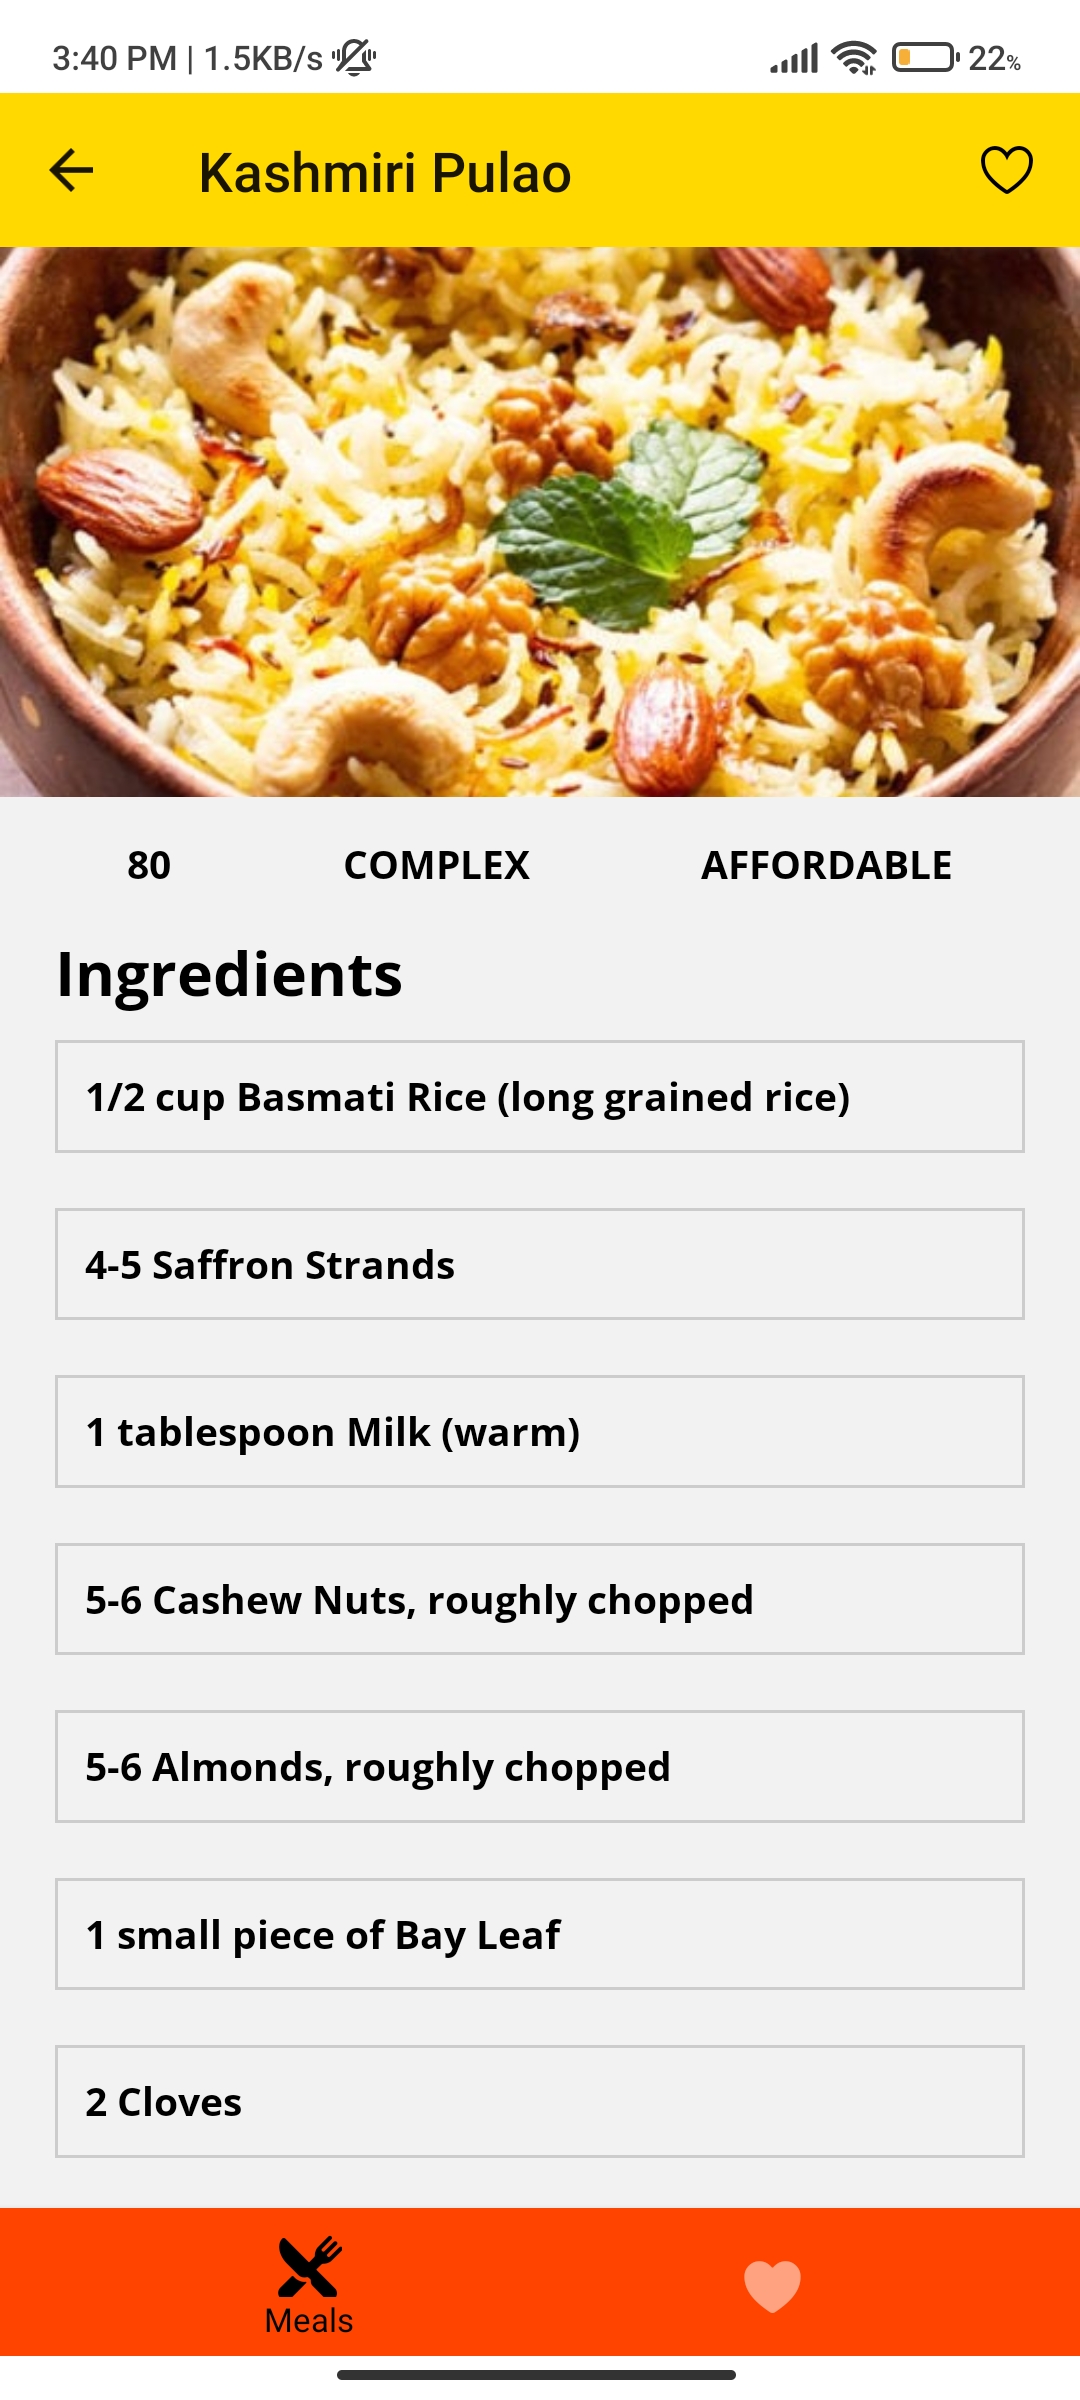 3:40 PM | 1.5KB/s 22%
Kashmiri Pulao
80 COMPLEX AFFORDABLE
Ingredients
1/2 cup Basmati Rice (long grained rice)
4-5 Saffron Strands
1 tablespoon Milk (warm)
5-6 Cashew Nuts, roughly chopped
5-6 Almonds, roughly chopped
1 small piece of Bay Leaf
2 Cloves
Meals